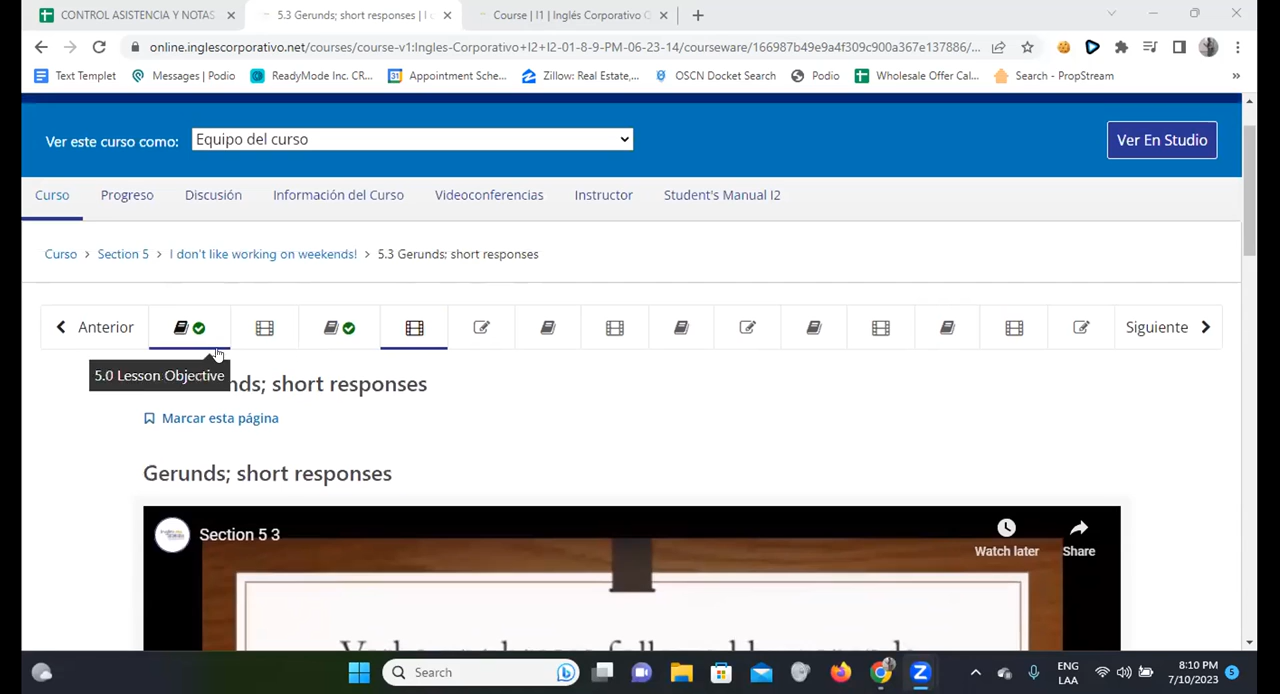 CONTROL ASISTENCIA Y NOTAS
5.3 Gerunds; short responses | I
Course | I1 | Inglés Corporativo
online.inglescorporativo.net/courses/course-v1:Ingles-Corporativo+I2+I2-01-8-9-PM-06-23-14/courseware/166987b49e9a4f309c900a367e137886/...
Text Templet
Messages | Podio
ReadyMode Inc. CR...
Appointment Sche...
Zillow: Real Estate,...
OSCN Docket Search
Podio
Wholesale Offer Cal...
Search - PropStream
»
Ver este curso como:
Equipo del curso
Ver En Studio
Curso
Progreso
Discusión
Información del Curso
Videoconferencias
Instructor
Student's Manual I2
Curso > Section 5 > I don't like working on weekends! > 5.3 Gerunds; short responses
Anterior
Siguiente
5.0 Lesson Objective
nds; short responses
Marcar esta página
Gerunds; short responses
Section 5 3
Watch later
Share
Search
ENG
LAA
8:10 PM
7/10/2023
5